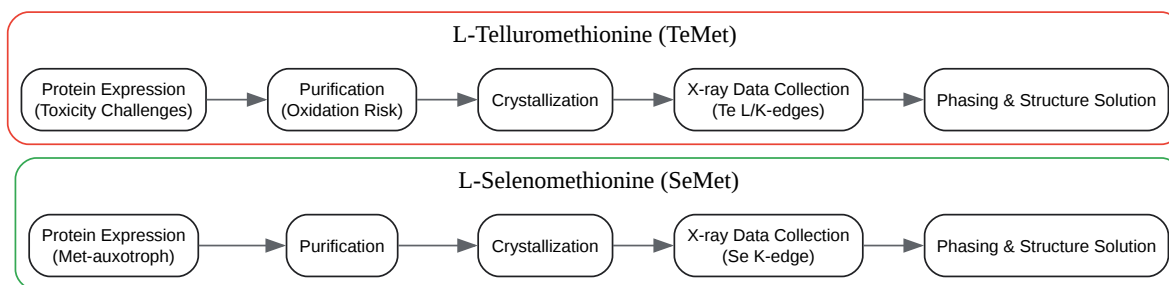 L-Telluromethionine (TeMet)
Protein Expression
(Toxicity Challenges)
Purification
(Oxidation Risk)
Crystallization
X-ray Data Collection
(Te L/K-edges)
Phasing & Structure Solution
L-Selenomethionine (SeMet)
Protein Expression
(Met-auxotroph)
Purification
Crystallization
X-ray Data Collection
(Se K-edge)
Phasing & Structure Solution